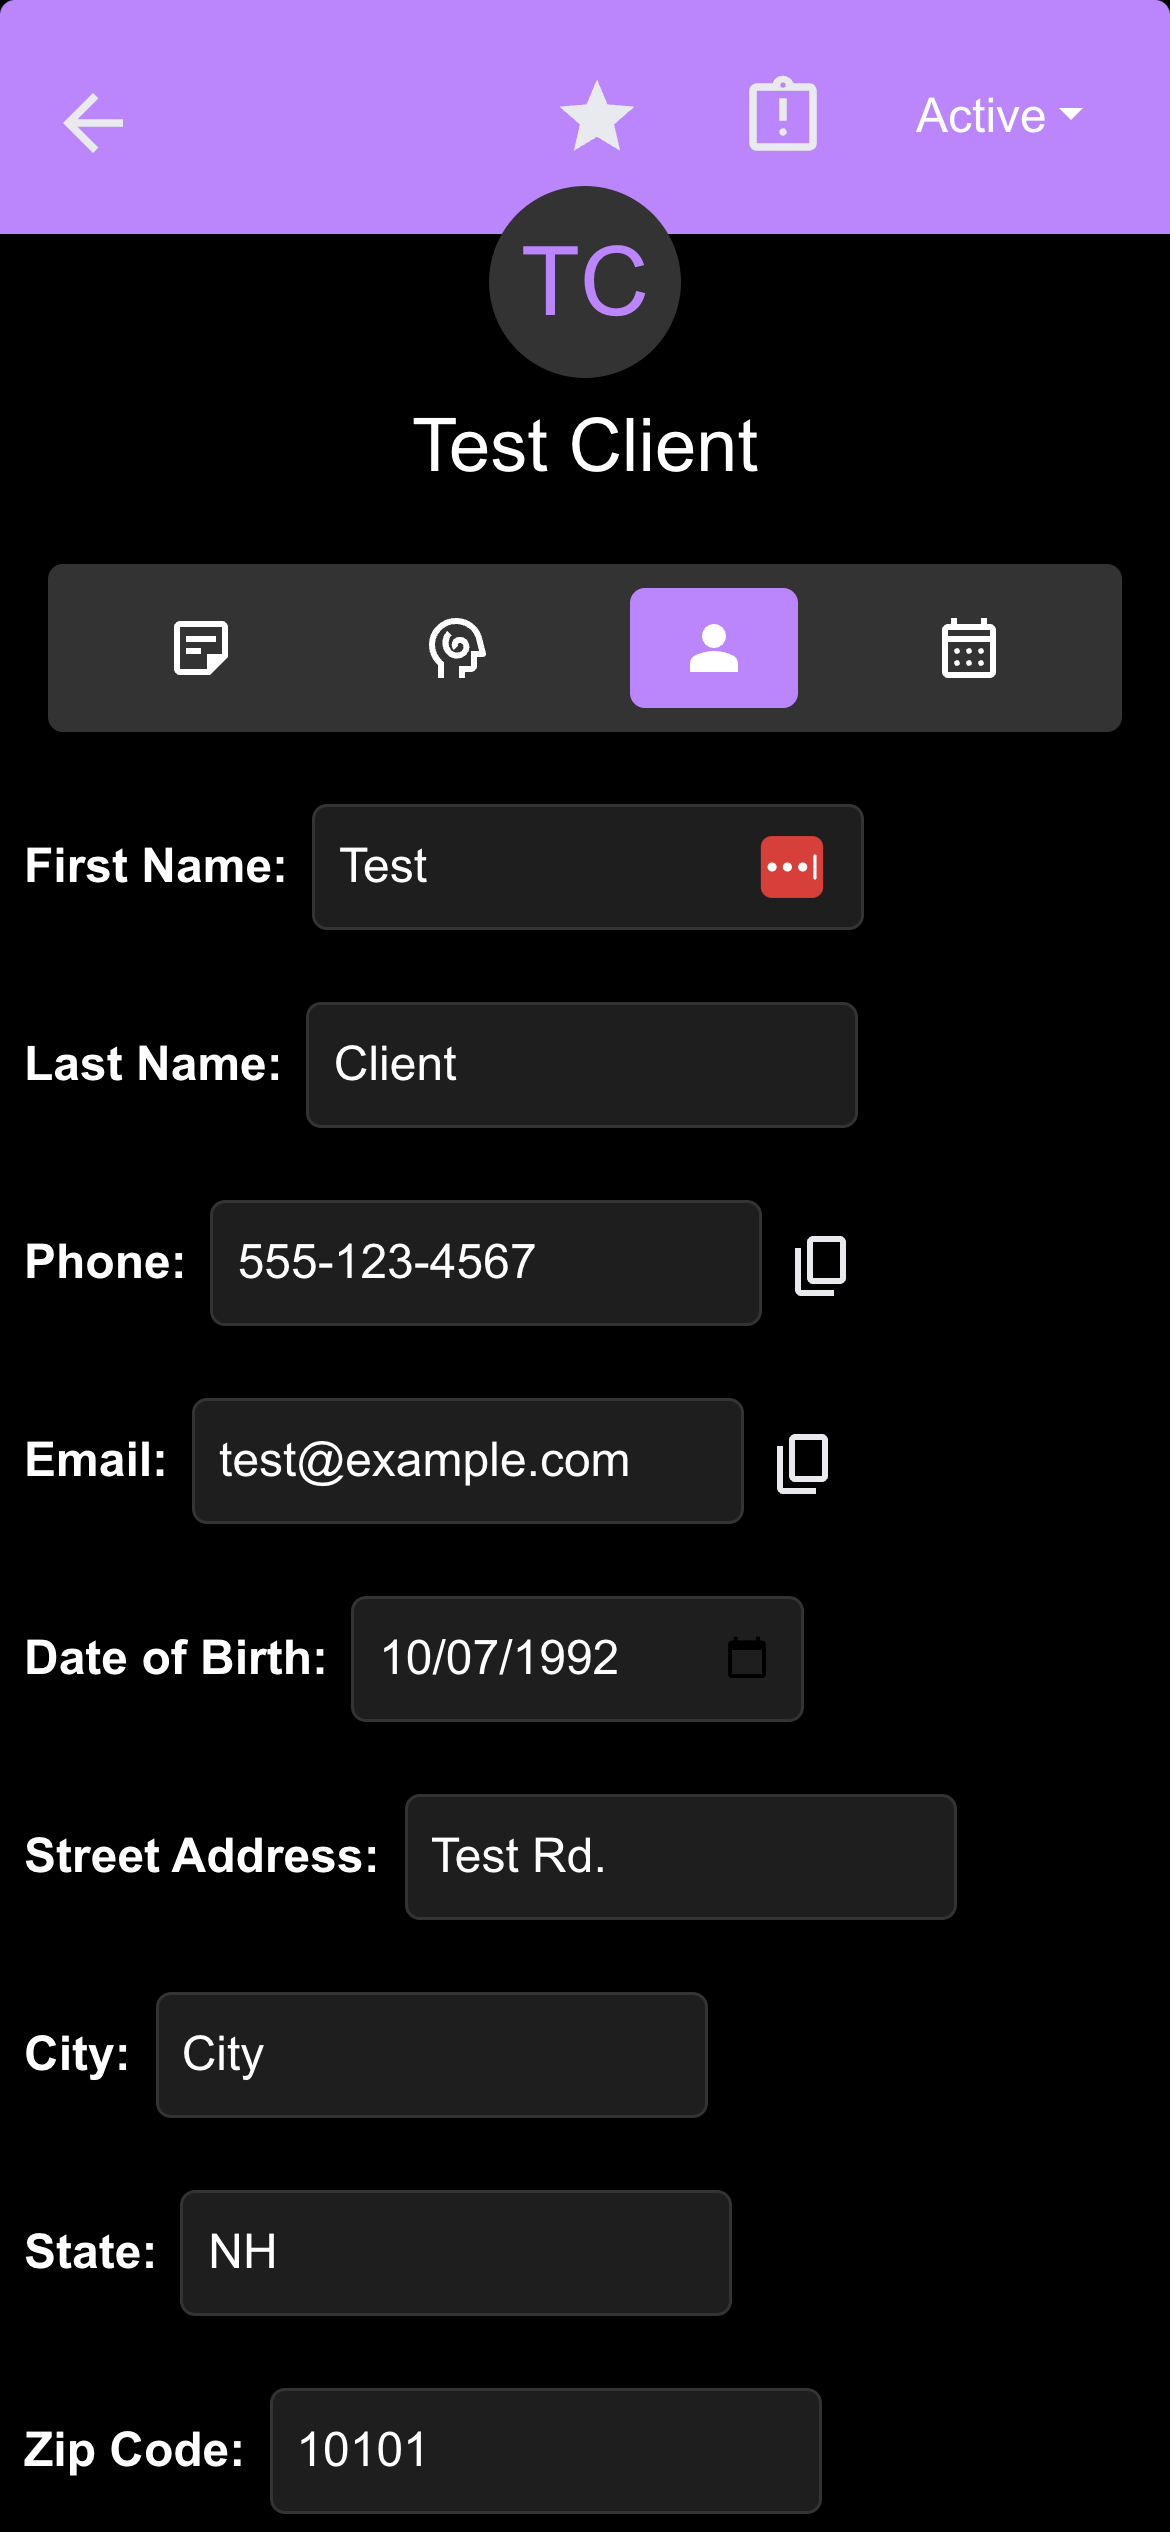 Active
TC
Test Client
First Name: Test
Last Name: Client
Phone: 555-123-4567
Email: test@example.com
Date of Birth: 10/07/1992
Street Address: Test Rd.
City: City
State: NH
Zip Code: 10101